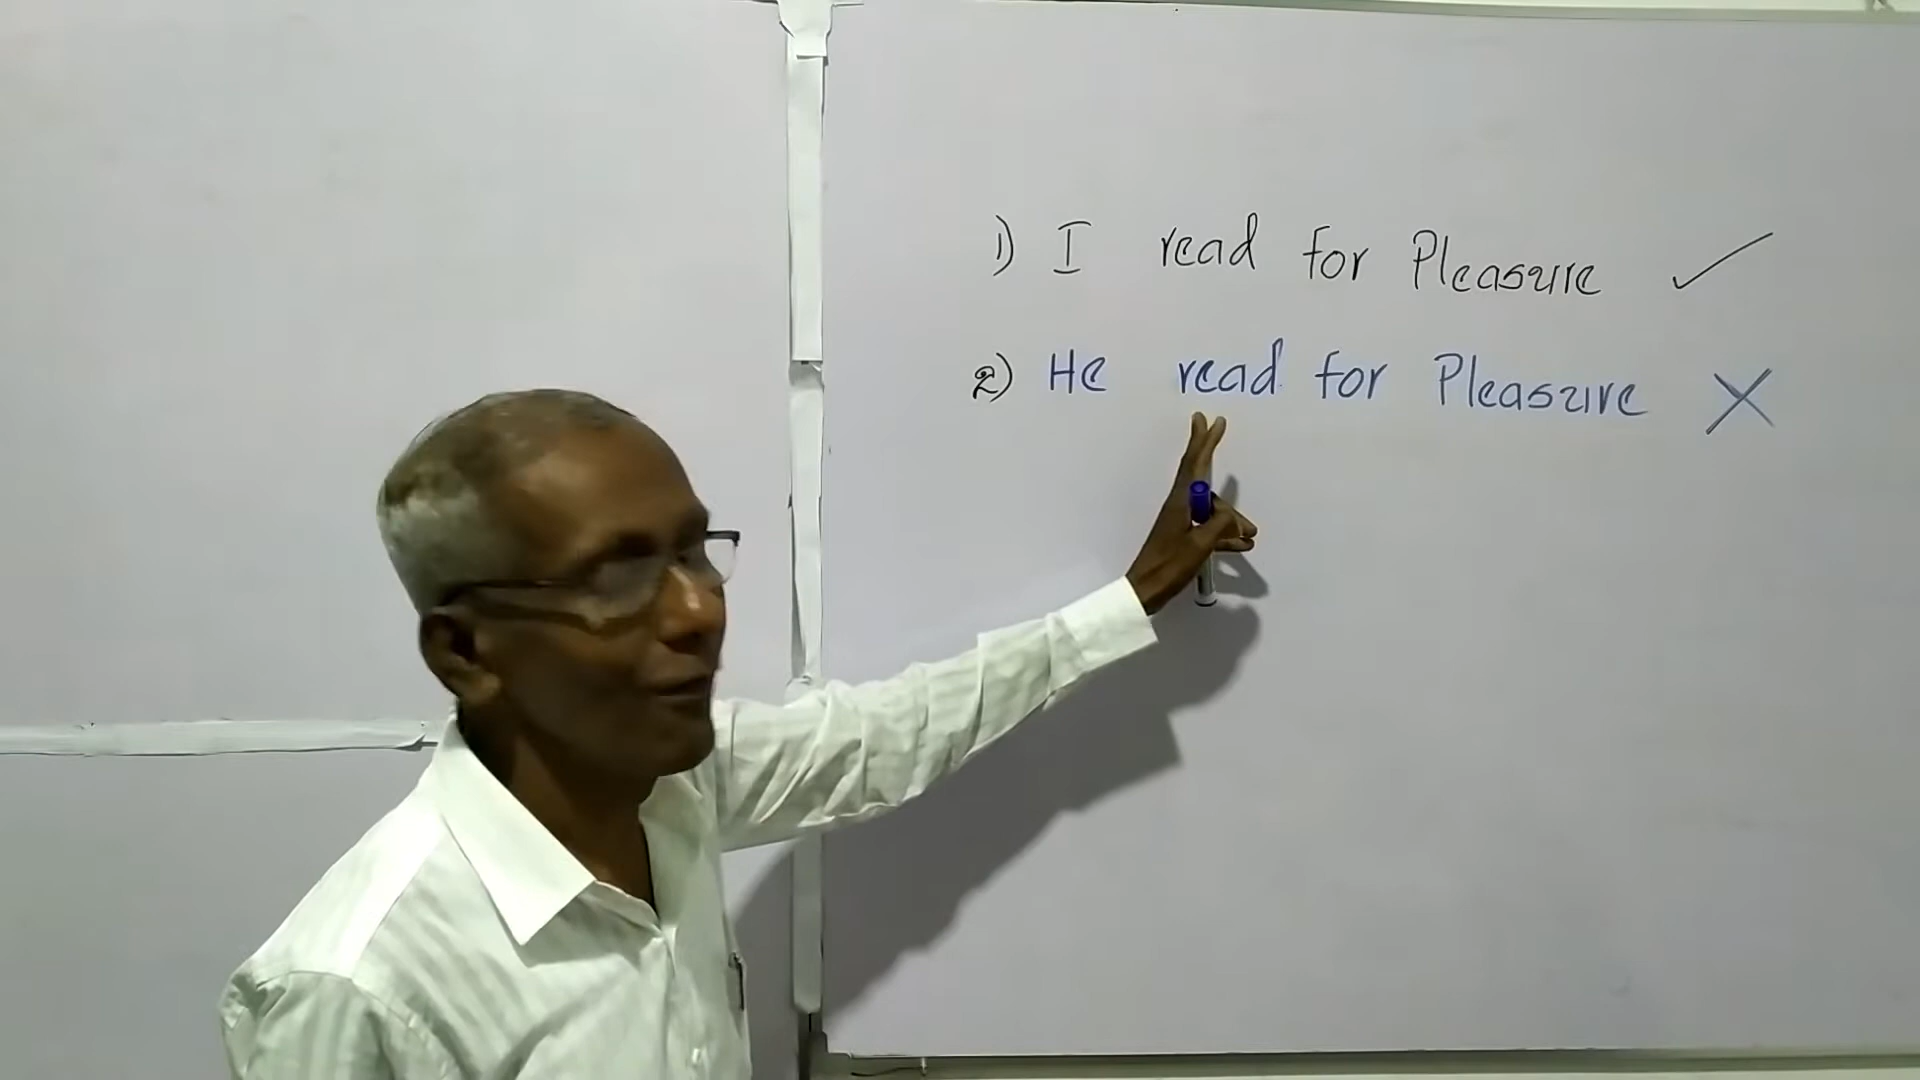 1) I read for Pleasure ✓
2) He read for Pleasure ✗